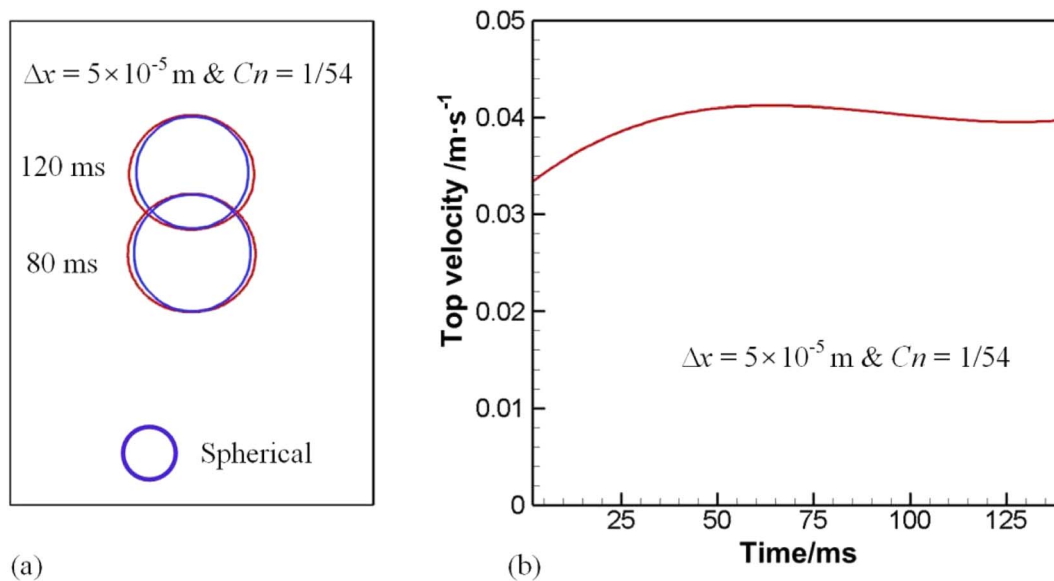 Δx = 5×10⁻⁵ m & Cn = 1/54
120 ms
80 ms
Spherical
(a)
0.05
0.04
0.03
0.02
0.01
0
Top velocity /m·s⁻¹
Δx = 5×10⁻⁵ m & Cn = 1/54
25
50
75
100
125
Time/ms
(b)